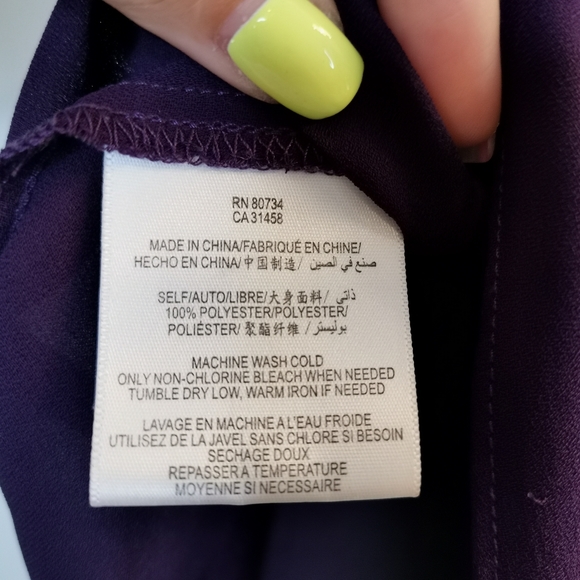 RN 80734
CA 31458
MADE IN CHINA/FABRIQUÉ EN CHINE/
HECHO EN CHINA/中国制造/ صنع في الصين
SELF/AUTO/LIBRE/大身面料/ ذاتى
100% POLYESTER/POLYESTER/
POLIÉSTER/ 聚酯纤维 / بوليستر
MACHINE WASH COLD
ONLY NON-CHLORINE BLEACH WHEN NEEDED
TUMBLE DRY LOW, WARM IRON IF NEEDED
LAVAGE EN MACHINE A L'EAU FROIDE
UTILISEZ DE LA JAVEL SANS CHLORE SI BESOIN
SECHAGE DOUX
REPASSER A TEMPERATURE
MOYENNE SI NECESSAIRE